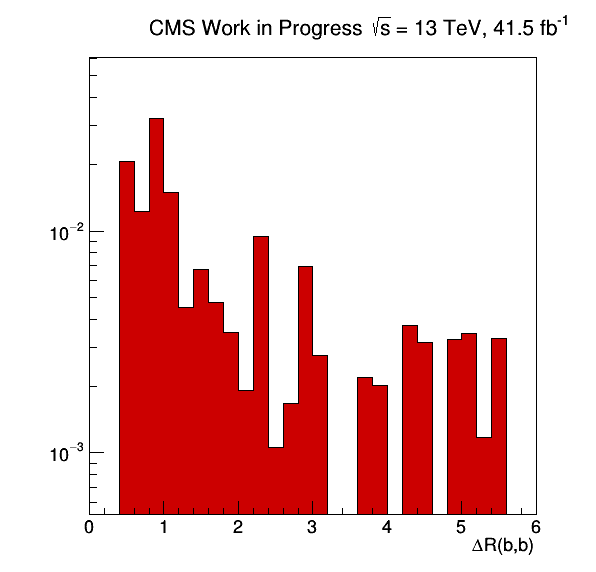 CMS Work in Progress √s = 13 TeV, 41.5 fb⁻¹
10⁻²
10⁻³
0 1 2 3 4 5 6
ΔR(b,b)